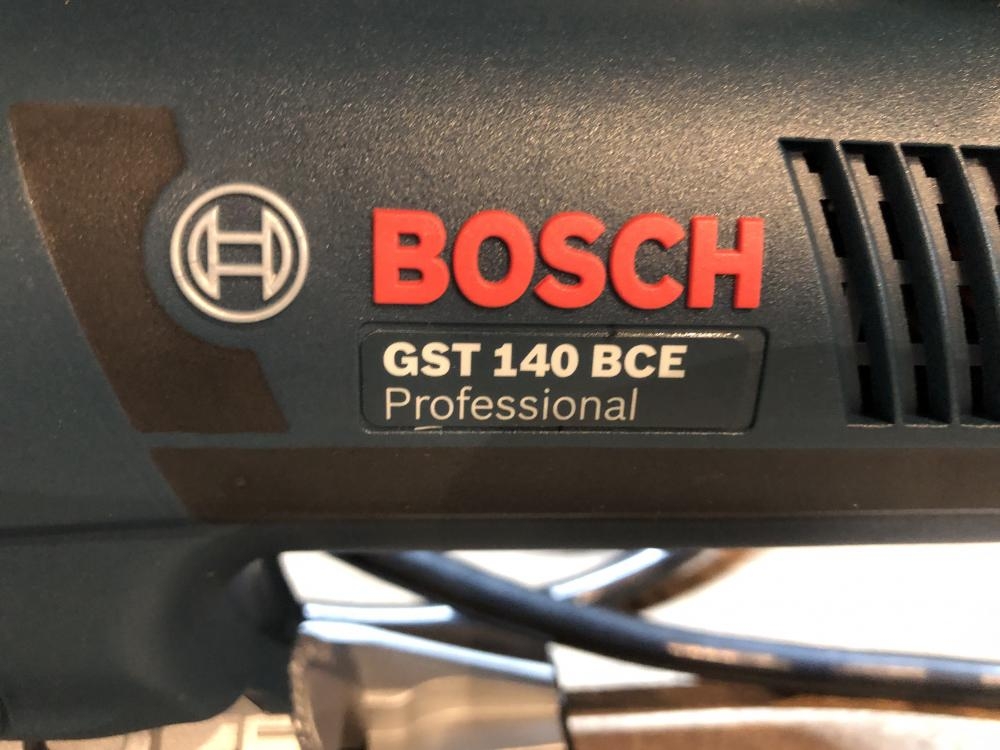 BOSCH
GST 140 BCE
Professional